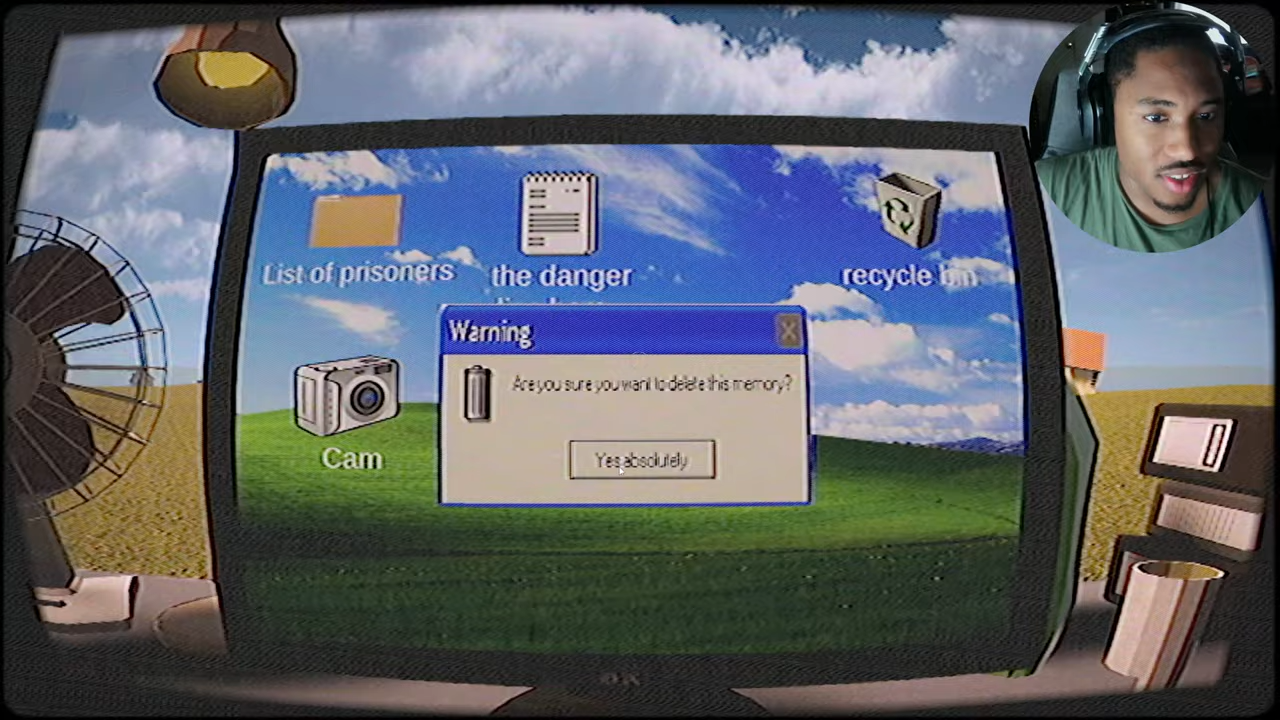 List of prisoners
the danger
recycle bin
Warning
Are you sure you want to delete this memory?
Yes absolutely
Cam